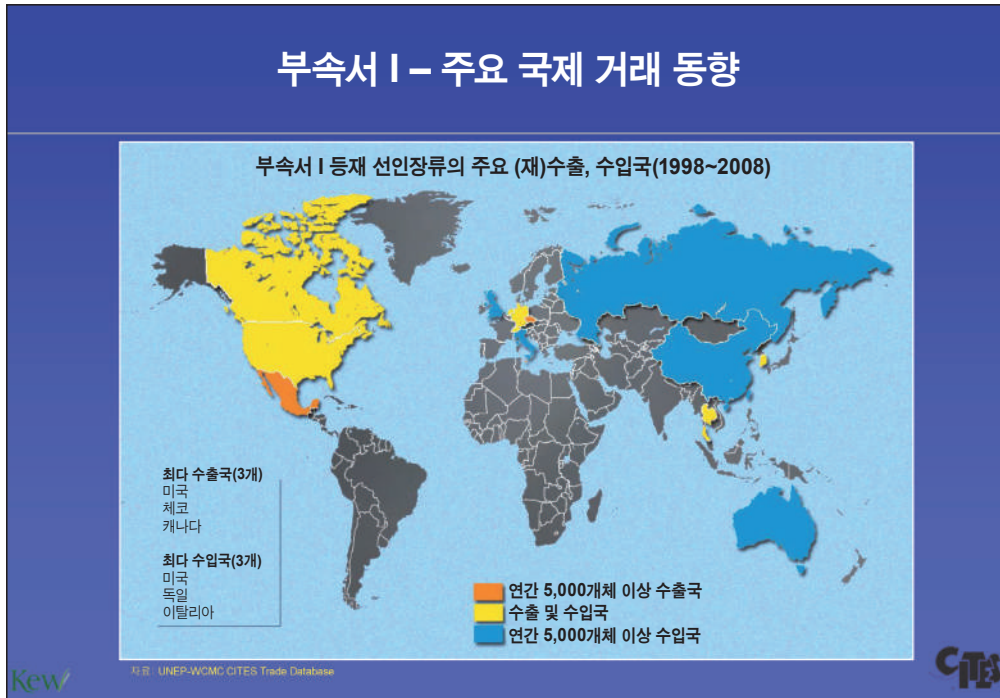 부속서 I – 주요 국제 거래 동향
부속서 I 등재 선인장류의 주요 (재)수출, 수입국(1998~2008)
최다 수출국(3개)
미국
체코
캐나다
최다 수입국(3개)
미국
독일
이탈리아
연간 5,000개체 이상 수출국
수출 및 수입국
연간 5,000개체 이상 수입국
자료: UNEP-WCMC CITES Trade Database
Kew
CITES